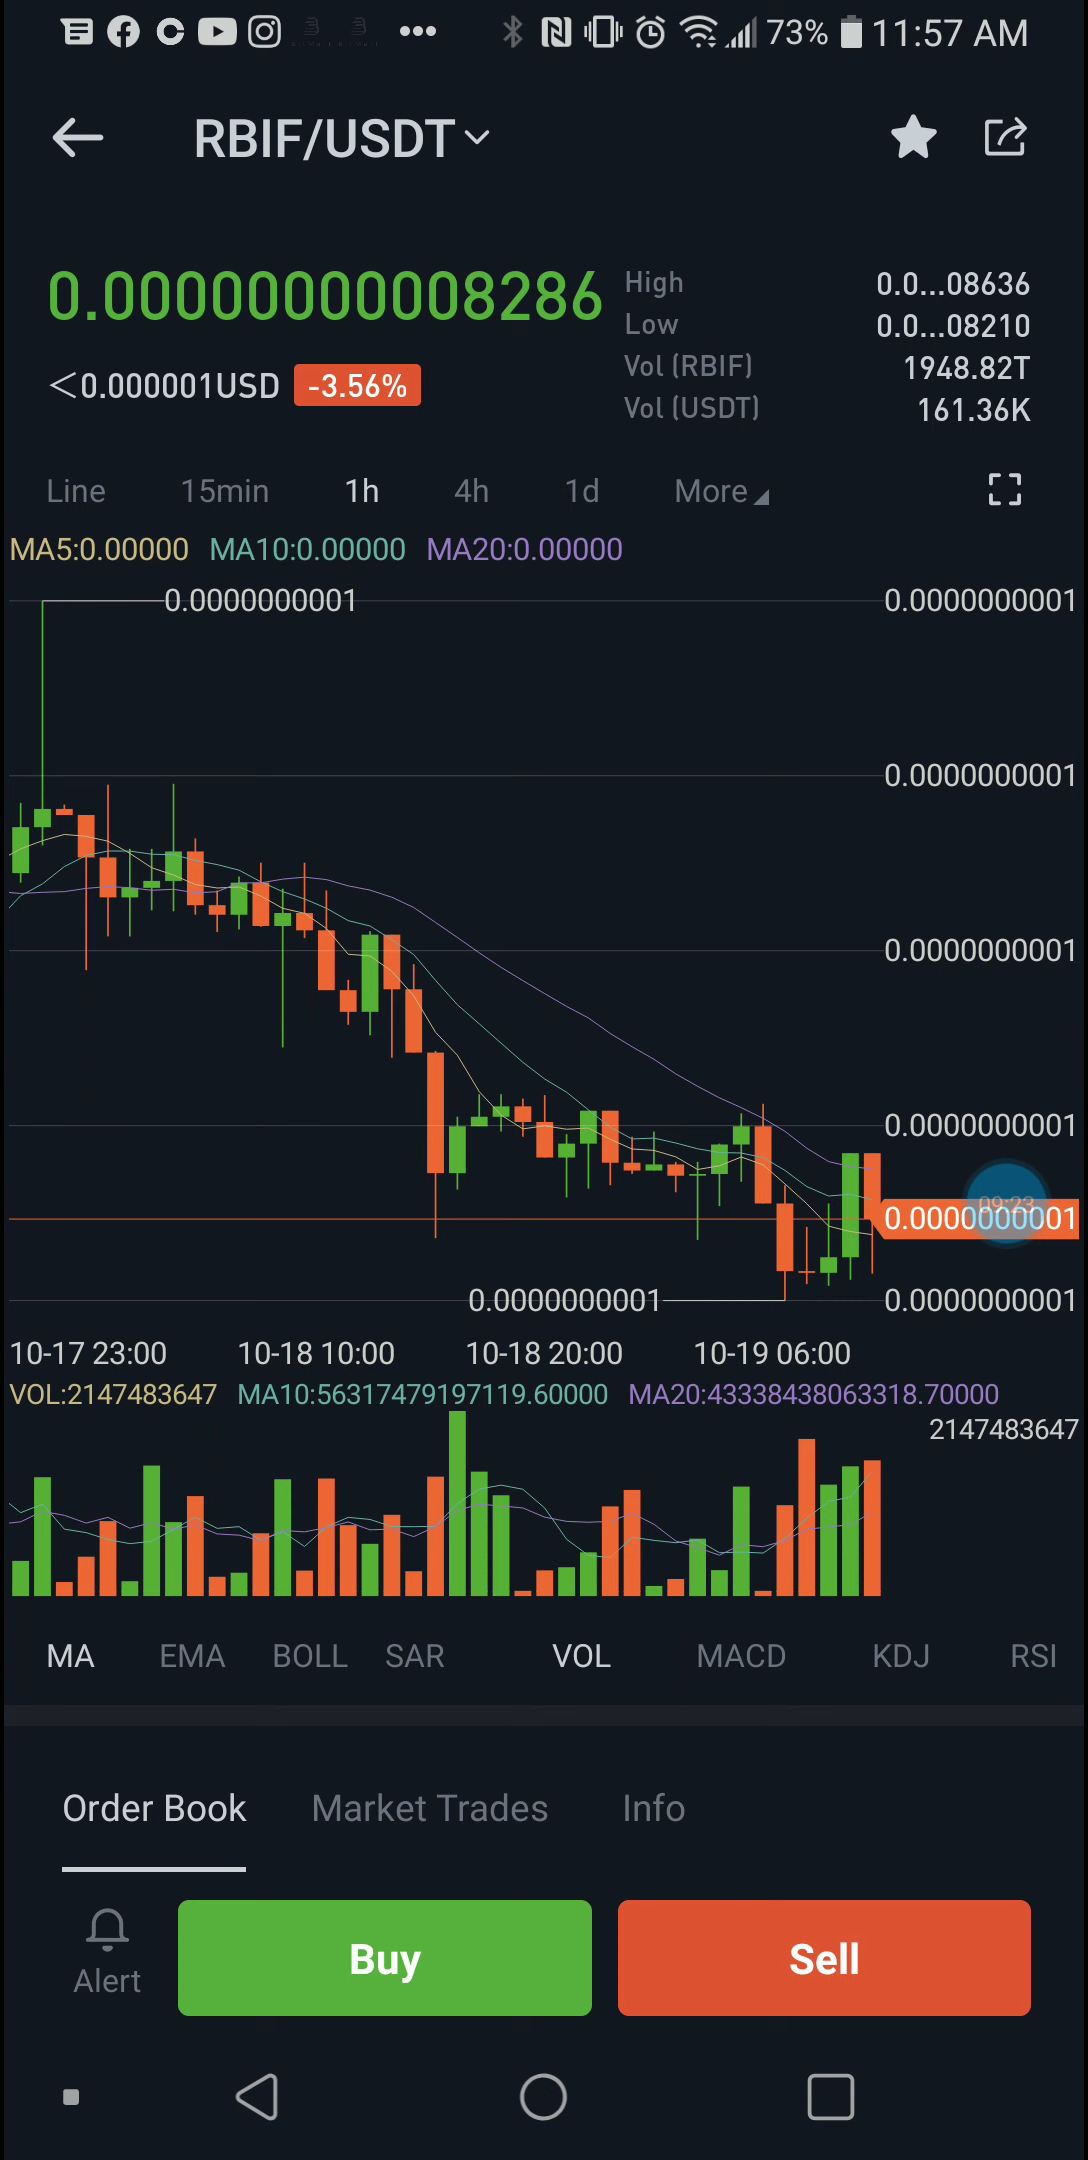 73% 11:57 AM
RBIF/USDT
0.00000000008286
<0.000001USD -3.56%
High 0.0...08636
Low 0.0...08210
Vol (RBIF) 1948.82T
Vol (USDT) 161.36K
Line 15min 1h 4h 1d More
MA5:0.00000 MA10:0.00000 MA20:0.00000
0.0000000001 0.0000000001
0.0000000001
0.0000000001
0.0000000001
09:23
0.0000000001
0.0000000001 0.0000000001
10-17 23:00 10-18 10:00 10-18 20:00 10-19 06:00
VOL:2147483647 MA10:56317479197119.60000 MA20:43338438063318.70000
2147483647
MA EMA BOLL SAR VOL MACD KDJ RSI
Order Book Market Trades Info
Alert Buy Sell